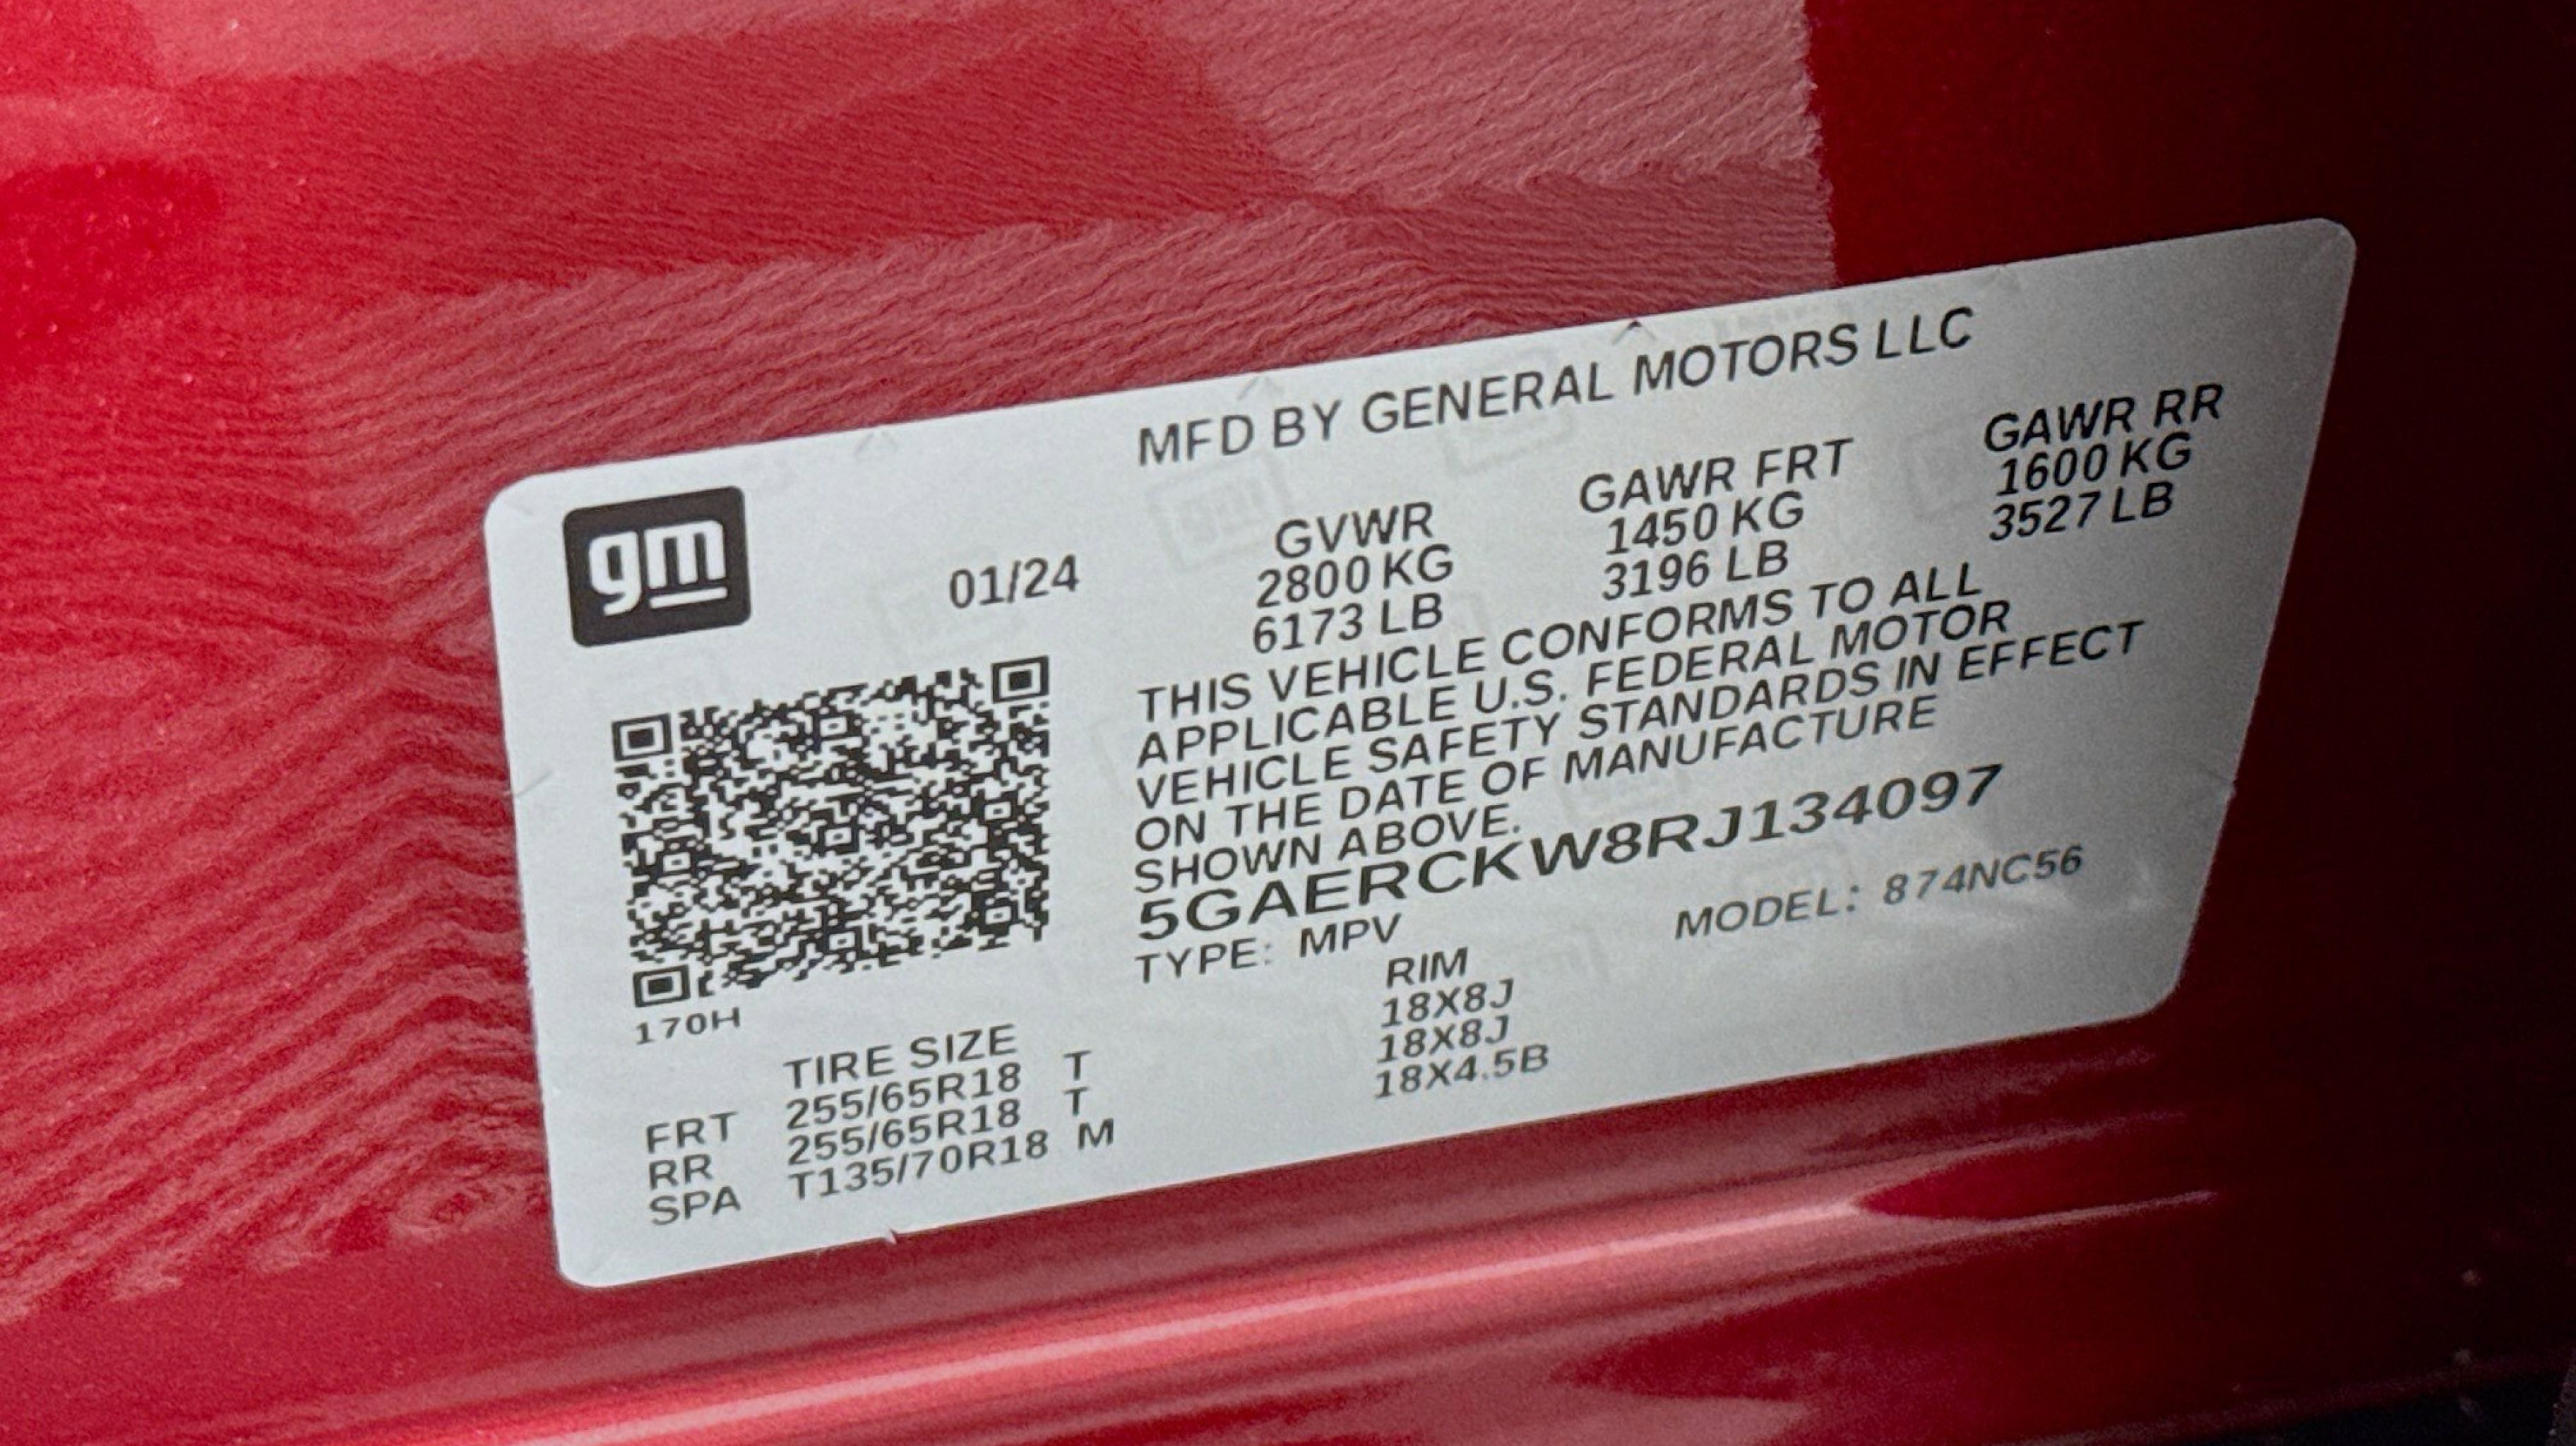 MFD BY GENERAL MOTORS LLC
gm
01/24
GVWR GAWR FRT GAWR RR
2800 KG 1450 KG 1600 KG
6173 LB 3196 LB 3527 LB
THIS VEHICLE CONFORMS TO ALL
APPLICABLE U.S. FEDERAL MOTOR
VEHICLE SAFETY STANDARDS IN EFFECT
ON THE DATE OF MANUFACTURE
SHOWN ABOVE.
5GAERCKW8RJ134097
TYPE: MPV MODEL: 874NC56
170H
TIRE SIZE RIM
FRT 255/65R18 T 18X8J
RR 255/65R18 T 18X8J
SPA T135/70R18 M 18X4.5B